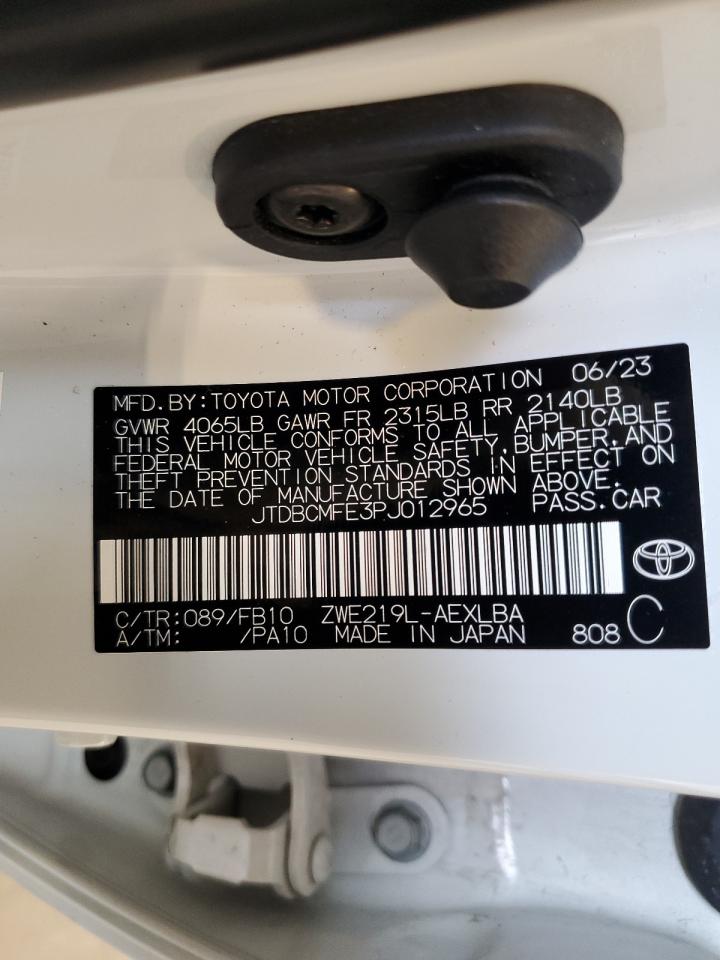 MFD.BY:TOYOTA MOTOR CORPORATION 06/23
GVWR 4065LB GAWR FR 2315LB RR 2140LB
THIS VEHICLE CONFORMS TO ALL APPLICABLE
FEDERAL MOTOR VEHICLE SAFETY,BUMPER,AND
THEFT PREVENTION STANDARDS IN EFFECT ON
THE DATE OF MANUFACTURE SHOWN ABOVE.
JTDBCMFE3PJ012965 PASS.CAR
C/TR:089/FB10 ZWE219L-AEXLBA
A/TM: /PA10 MADE IN JAPAN 808 C